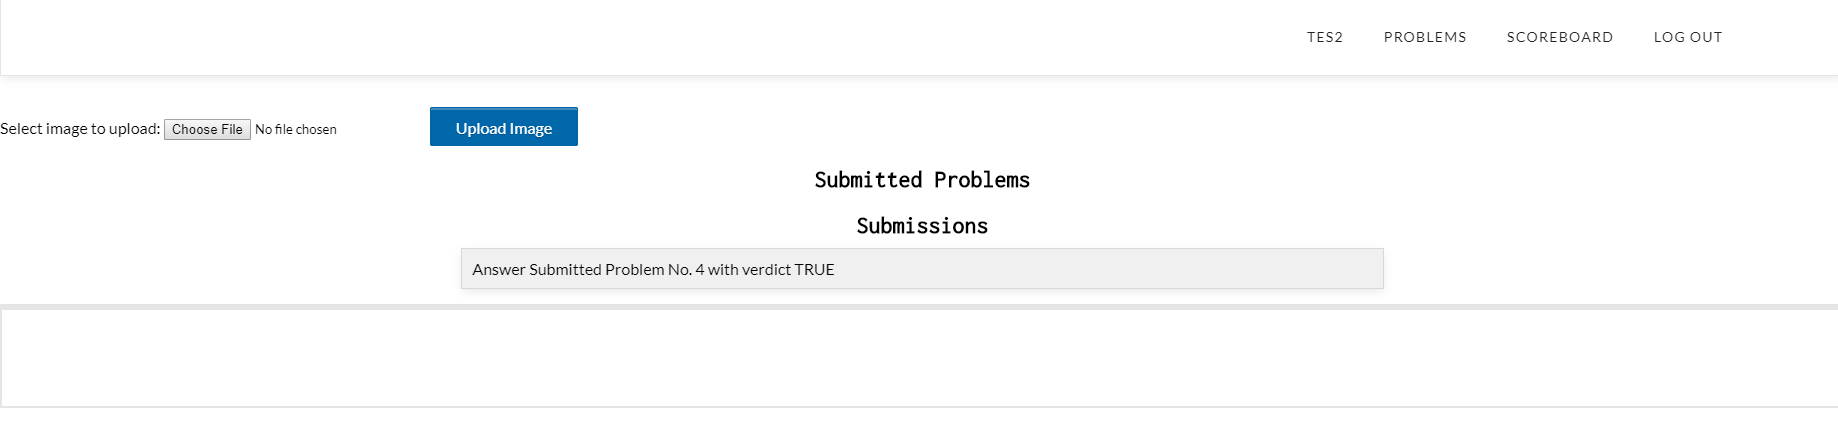 TES2 PROBLEMS SCOREBOARD LOG OUT
Select image to upload: Choose File No file chosen Upload Image
Submitted Problems
Submissions
Answer Submitted Problem No. 4 with verdict TRUE